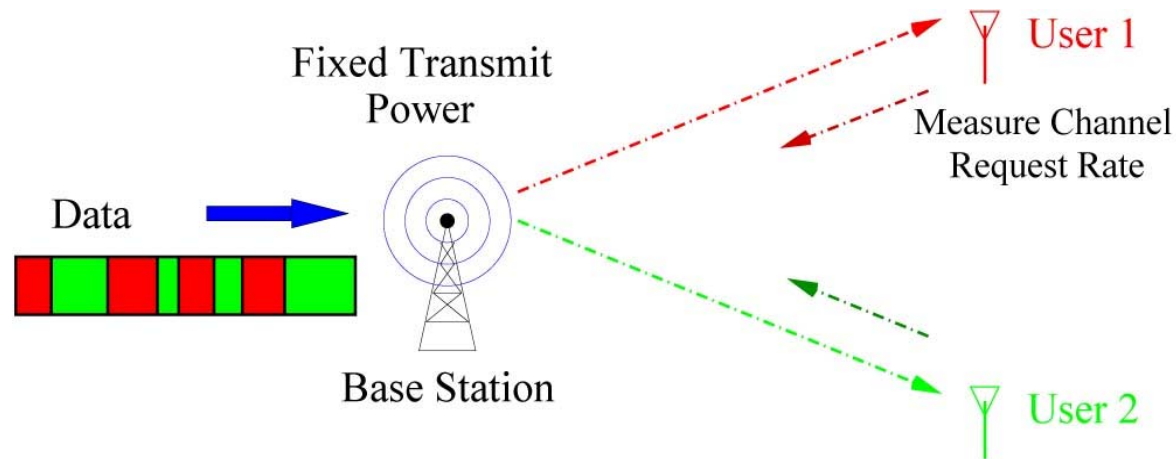 Fixed Transmit
Power
User 1
Measure Channel
Request Rate
Data
Base Station
User 2